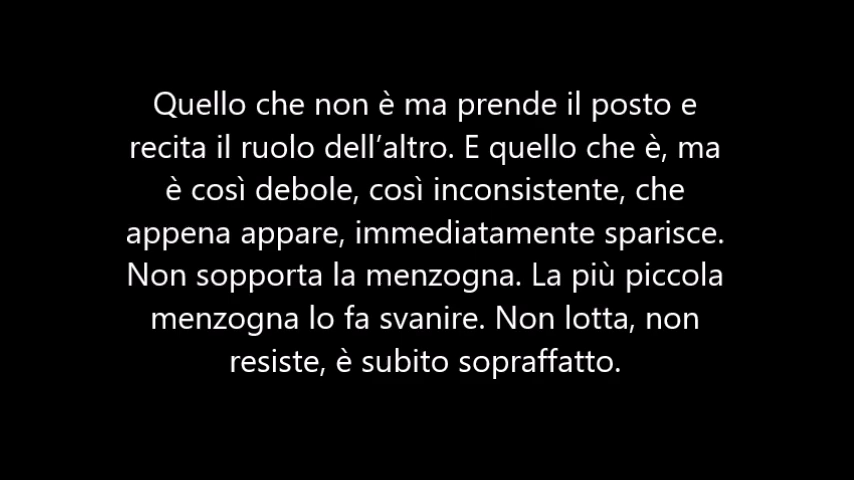 Quello che non è ma prende il posto e
recita il ruolo dell’altro. E quello che è, ma
è così debole, così inconsistente, che
appena appare, immediatamente sparisce.
Non sopporta la menzogna. La più piccola
menzogna lo fa svanire. Non lotta, non
resiste, è subito sopraffatto.